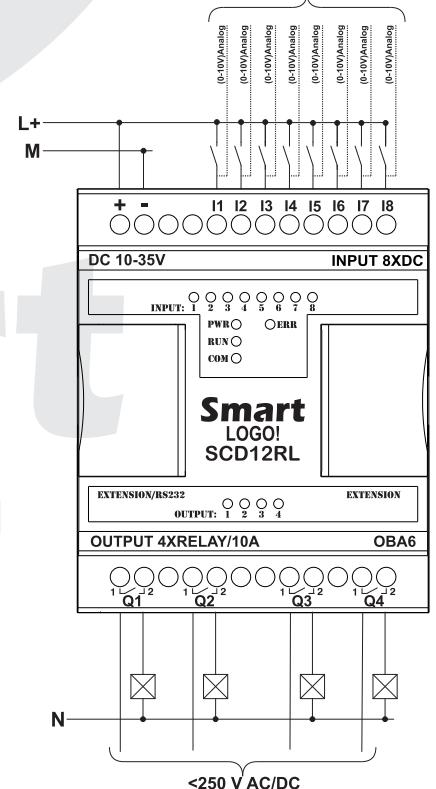 (0-10V)Analog (0-10V)Analog (0-10V)Analog (0-10V)Analog (0-10V)Analog (0-10V)Analog (0-10V)Analog (0-10V)Analog
L+
M
+ - I1 I2 I3 I4 I5 I6 I7 I8
DC 10-35V INPUT 8XDC
INPUT: 1 2 3 4 5 6 7 8
PWR ERR
RUN
COM
Smart
LOGO!
SCD12RL
EXTENSION/RS232 EXTENSION
OUTPUT: 1 2 3 4
OUTPUT 4XRELAY/10A OBA6
1 2 1 2 1 2 1 2
Q1 Q2 Q3 Q4
N
<250 V AC/DC